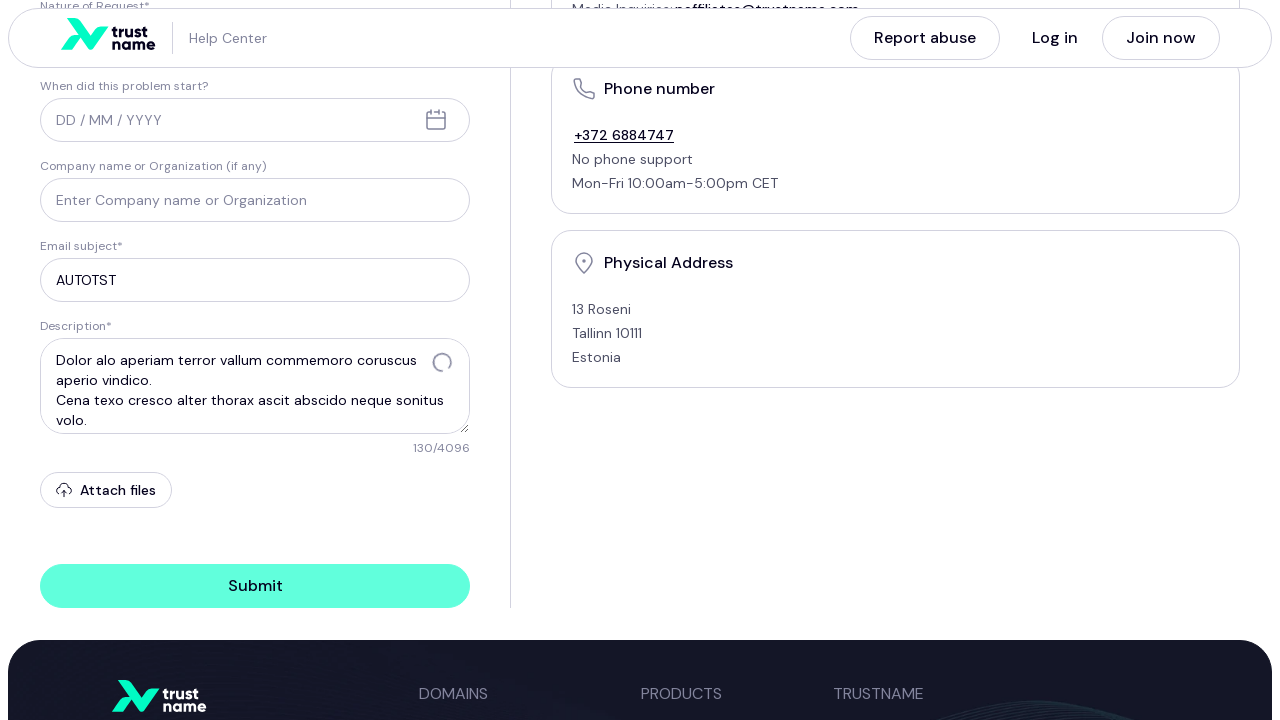 Nature of Request*
trust
name
Help Center
Report abuse
Log in
Join now
When did this problem start?
DD / MM / YYYY
Company name or Organization (if any)
Enter Company name or Organization
Email subject*
AUTOTST
Description*
Dolor alo aperiam terror vallum commemoro coruscus
aperio vindico.
Cena texo cresco alter thorax ascit abscido neque sonitus
volo.
130/4096
Attach files
Submit
Phone number
+372 6884747
No phone support
Mon-Fri 10:00am-5:00pm CET
Physical Address
13 Roseni
Tallinn 10111
Estonia
trust
name
DOMAINS
PRODUCTS
TRUSTNAME